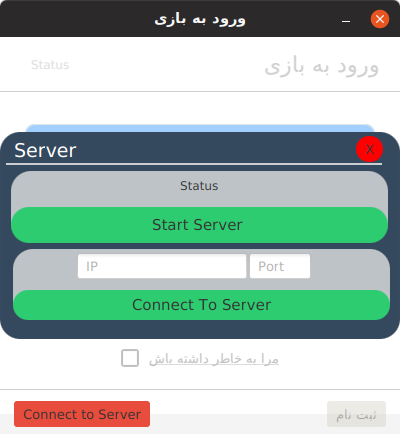 ورود به بازی
ورود به بازی
Status
Server
X
Status
Start Server
IP
Port
Connect To Server
مرا به خاطر داشته باش
Connect to Server
ثبت نام